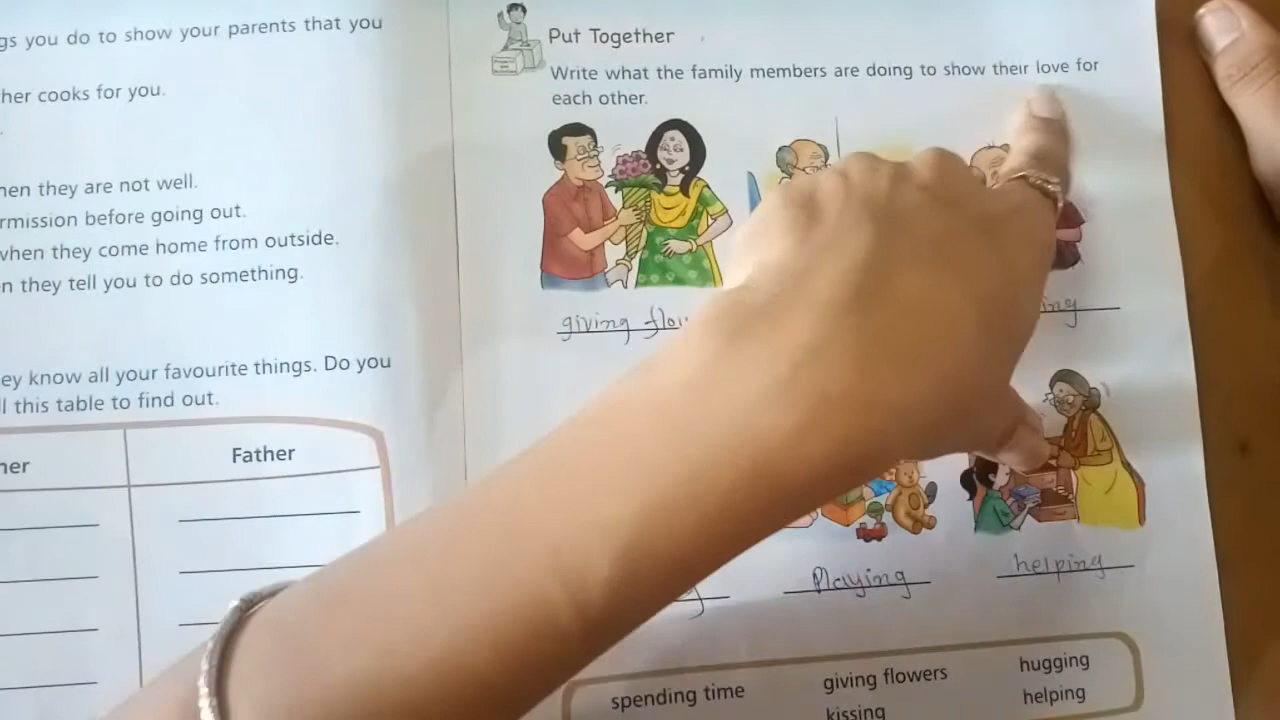 gs you do to show your parents that you
her cooks for you.
hen they are not well.
rmission before going out.
when they come home from outside.
n they tell you to do something.
ey know all your favourite things. Do you
l this table to find out.
her
Father
Put Together
Write what the family members are doing to show their love for
each other.
giving flow
ing
Playing
helping
spending time
giving flowers
hugging
kissing
helping